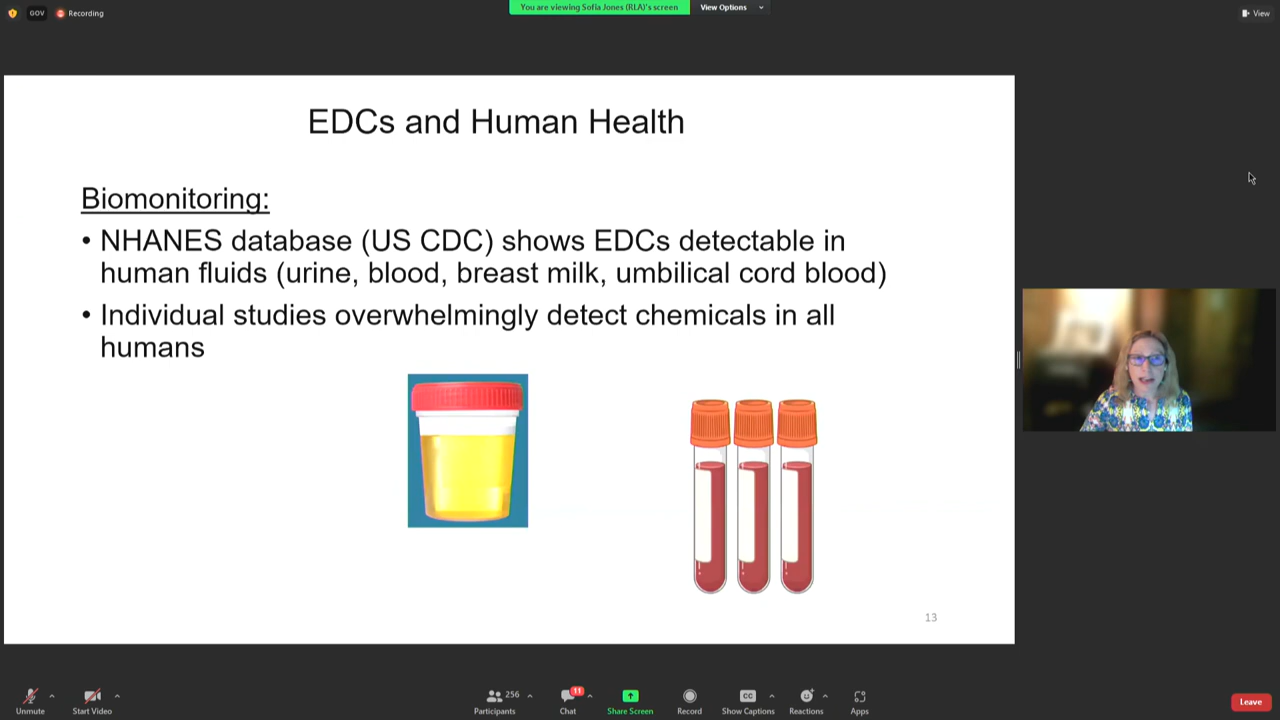 GOV
Recording
You are viewing Sofia Jones (RLA)'s screen
View Options
View
EDCs and Human Health
Biomonitoring:
• NHANES database (US CDC) shows EDCs detectable in
human fluids (urine, blood, breast milk, umbilical cord blood)
• Individual studies overwhelmingly detect chemicals in all
humans
13
Unmute
Start Video
256
Participants
11
Chat
Share Screen
Record
CC
Show Captions
Reactions
Apps
Leave